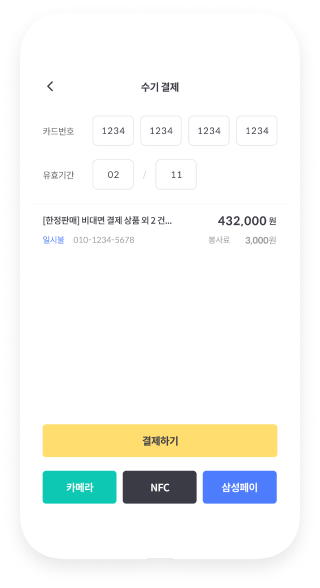 수기 결제
카드번호 1234 1234 1234 1234
유효기간 02 / 11
[한정판매] 비대면 결제 상품 외 2 건... 432,000 원
일시불 010-1234-5678 봉사료 3,000원
결제하기
카메라 NFC 삼성페이